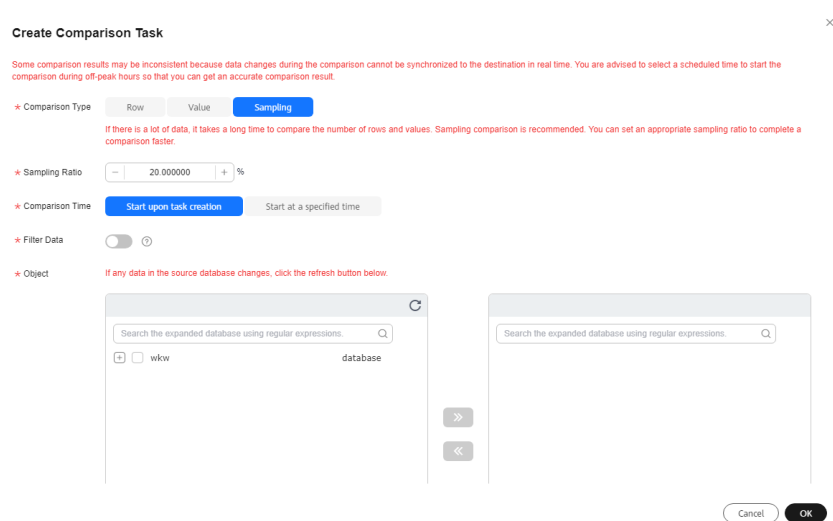 Create Comparison Task
Some comparison results may be inconsistent because data changes during the comparison cannot be synchronized to the destination in real time. You are advised to select a scheduled time to start the
comparison during off-peak hours so that you can get an accurate comparison result.
* Comparison Type Row Value Sampling
If there is a lot of data, it takes a long time to compare the number of rows and values. Sampling comparison is recommended. You can set an appropriate sampling ratio to complete a
comparison faster.
* Sampling Ratio − 20.000000 + %
* Comparison Time Start upon task creation Start at a specified time
* Filter Data ?
* Object If any data in the source database changes, click the refresh button below.
Search the expanded database using regular expressions. Search the expanded database using regular expressions.
wkw database
Cancel OK